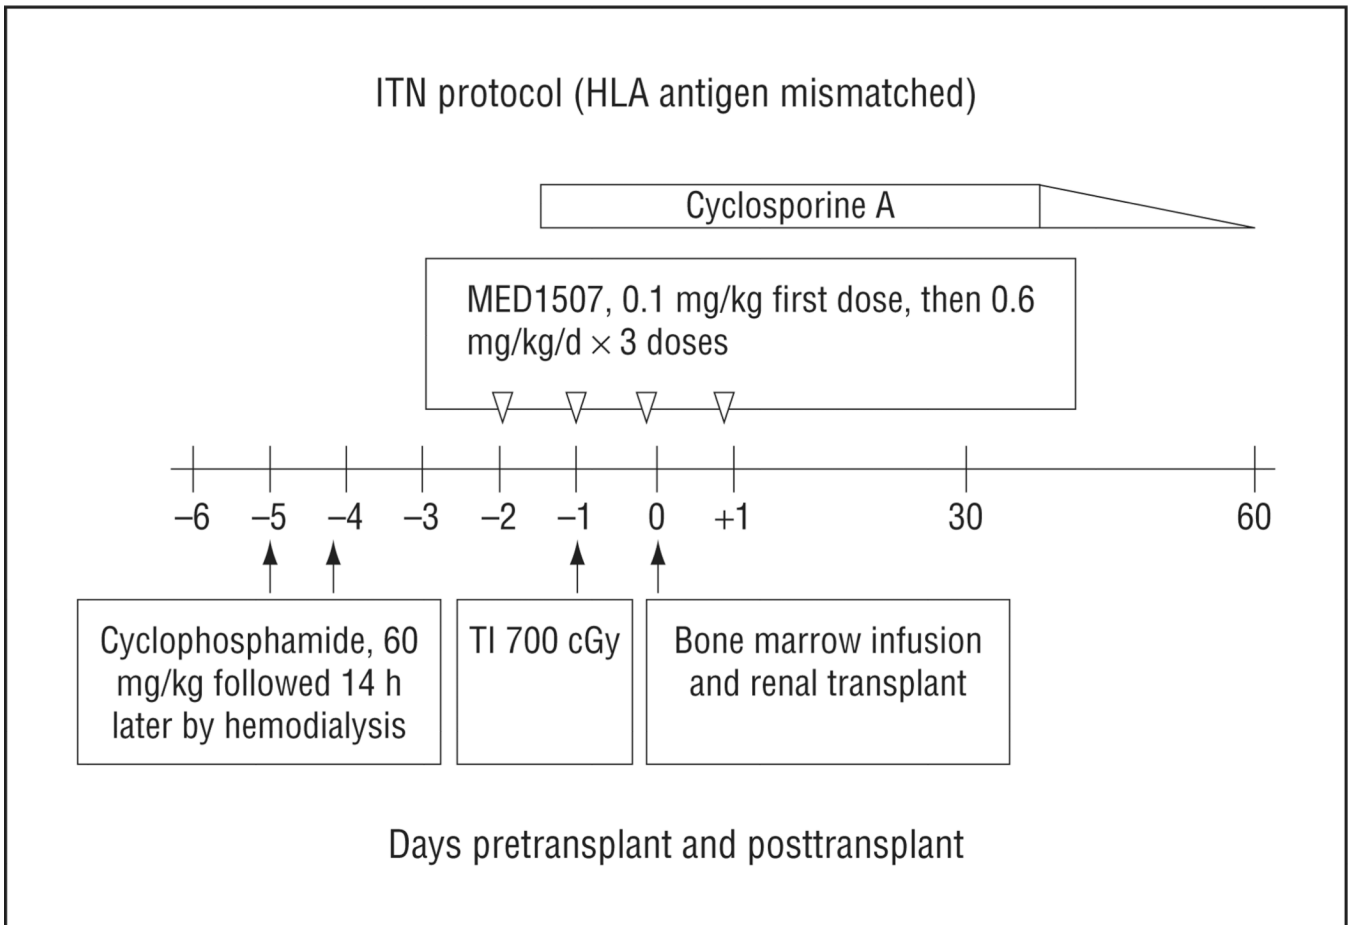 ITN protocol (HLA antigen mismatched)
Cyclosporine A
MED1507, 0.1 mg/kg first dose, then 0.6
mg/kg/d × 3 doses
–6 –5 –4 –3 –2 –1 0 +1 30 60
Cyclophosphamide, 60
mg/kg followed 14 h
later by hemodialysis
TI 700 cGy
Bone marrow infusion
and renal transplant
Days pretransplant and posttransplant